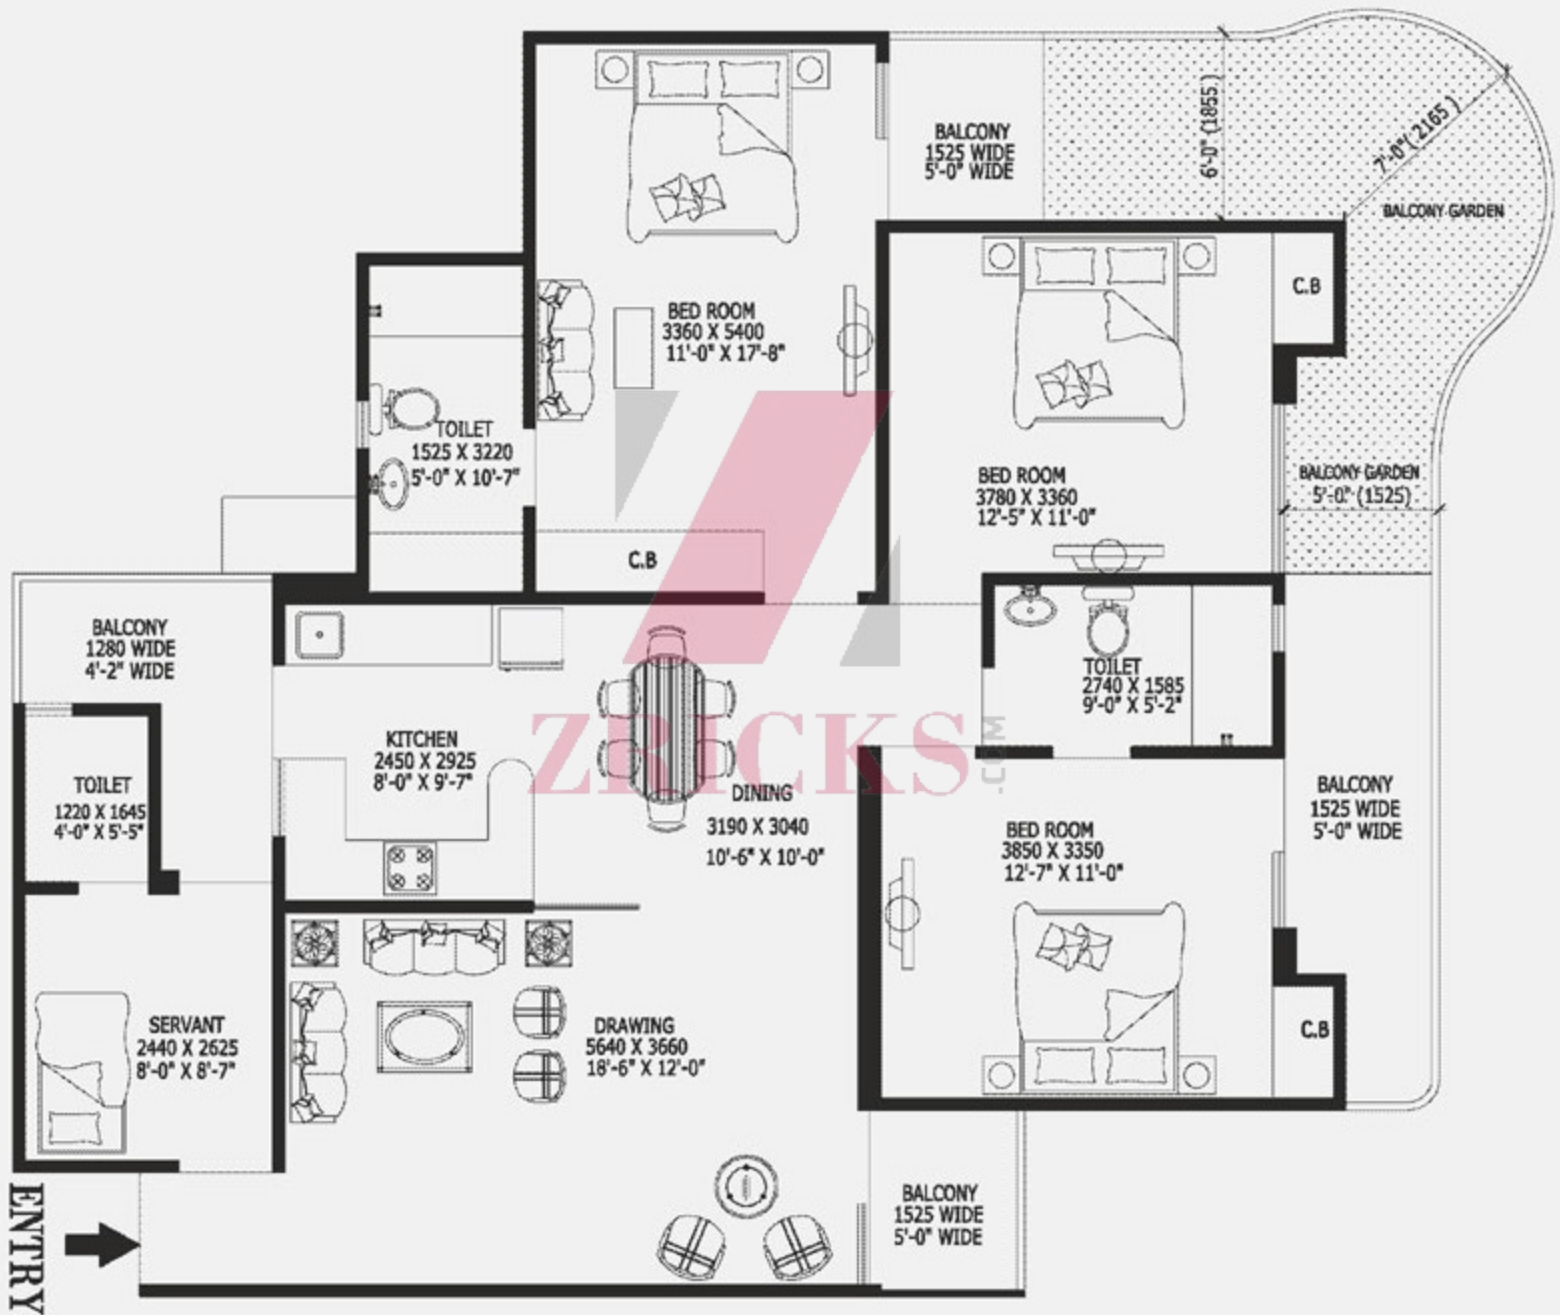 BALCONY
1525 WIDE
5'-0" WIDE
6'-0" (1855)
7'-0"( 2165)
BALCONY GARDEN
C.B
BED ROOM
3360 X 5400
11'-0" X 17'-8"
TOILET
1525 X 3220
5'-0" X 10'-7"
BED ROOM
3780 X 3360
12'-5" X 11'-0"
BALCONY GARDEN
5'-0" (1525)
C.B
BALCONY
1280 WIDE
4'-2" WIDE
TOILET
2740 X 1585
9'-0" X 5'-2"
KITCHEN
2450 X 2925
8'-0" X 9'-7"
ZRICKS
.COM
TOILET
1220 X 1645
4'-0" X 5'-5"
DINING
3190 X 3040
10'-6" X 10'-0"
BALCONY
1525 WIDE
5'-0" WIDE
BED ROOM
3850 X 3350
12'-7" X 11'-0"
SERVANT
2440 X 2625
8'-0" X 8'-7"
DRAWING
5640 X 3660
18'-6" X 12'-0"
C.B
BALCONY
1525 WIDE
5'-0" WIDE
ENTRY